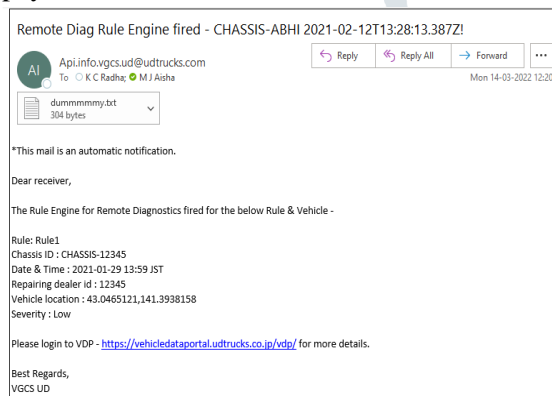 Remote Diag Rule Engine fired - CHASSIS-ABHI 2021-02-12T13:28:13.387Z!
AI
Api.info.vgcs.ud@udtrucks.com
To K C Radha; M J Aisha
Reply
Reply All
Forward
...
Mon 14-03-2022 12:20
dummmmmy.txt
304 bytes
*This mail is an automatic notification.
Dear receiver,
The Rule Engine for Remote Diagnostics fired for the below Rule & Vehicle -
Rule: Rule1
Chassis ID : CHASSIS-12345
Date & Time : 2021-01-29 13:59 JST
Repairing dealer id : 12345
Vehicle location : 43.0465121,141.3938158
Severity : Low
Please login to VDP - https://vehicledataportal.udtrucks.co.jp/vdp/ for more details.
Best Regards,
VGCS UD